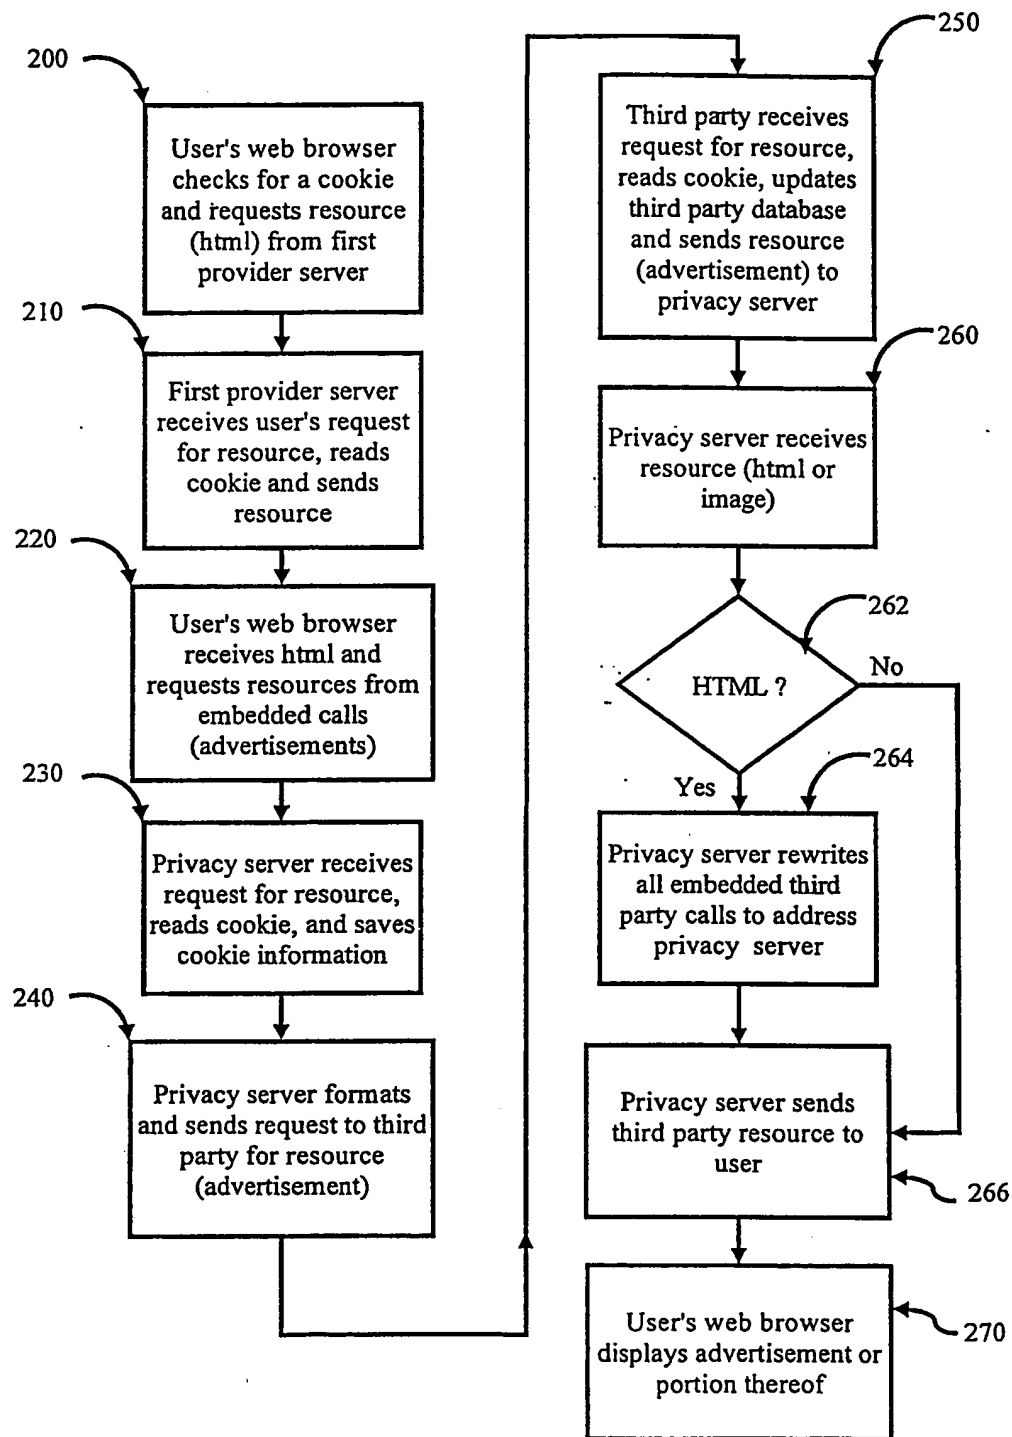 200
User's web browser
checks for a cookie
and requests resource
(html) from first
provider server
210
First provider server
receives user's request
for resource, reads
cookie and sends
resource
220
User's web browser
receives html and
requests resources from
embedded calls
(advertisements)
230
Privacy server receives
request for resource,
reads cookie, and saves
cookie information
240
Privacy server formats
and sends request to third
party for resource
(advertisement)
250
Third party receives
request for resource,
reads cookie, updates
third party database
and sends resource
(advertisement) to
privacy server
260
Privacy server receives
resource (html or
image)
262
HTML ?
No
Yes
264
Privacy server rewrites
all embedded third
party calls to address
privacy server
Privacy server sends
third party resource to
user
266
User's web browser
displays advertisement or
portion thereof
270